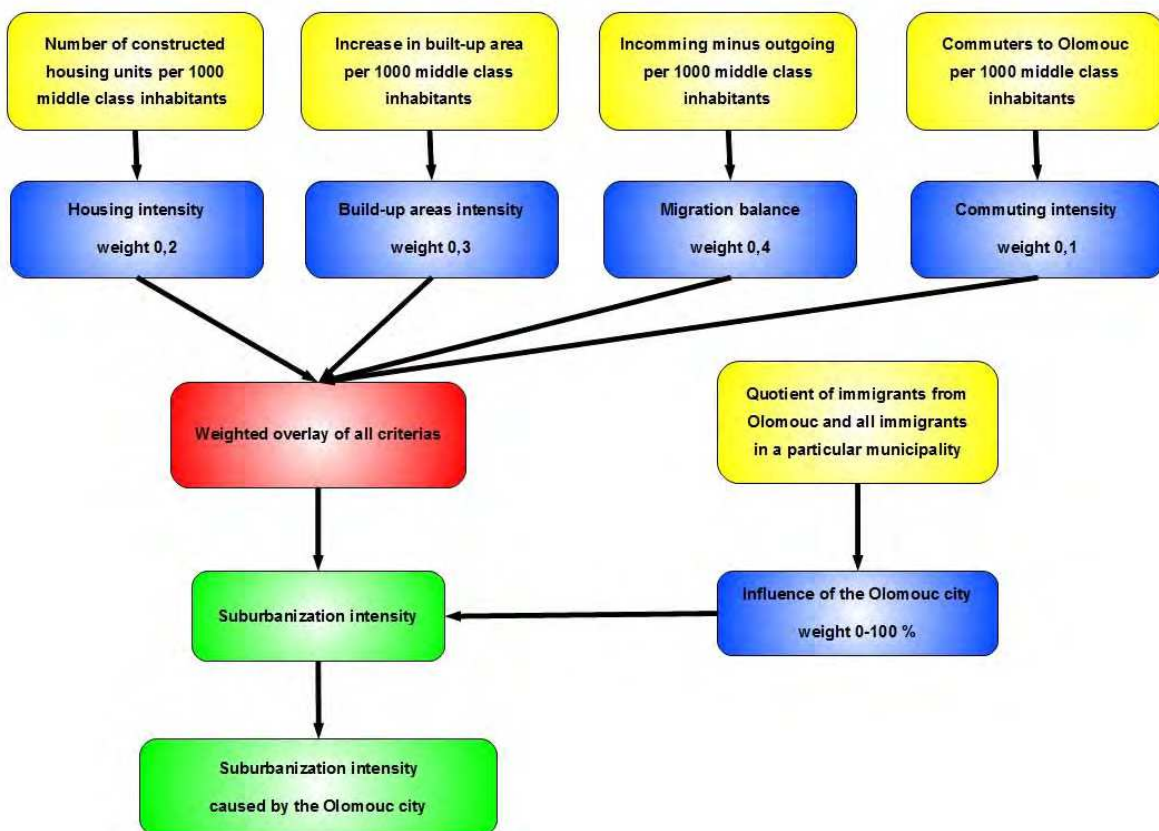 Number of constructed
housing units per 1000
middle class inhabitants
Increase in built-up area
per 1000 middle class
inhabitants
Incomming minus outgoing
per 1000 middle class
inhabitants
Commuters to Olomouc
per 1000 middle class
inhabitants
Housing intensity
weight 0,2
Build-up areas intensity
weight 0,3
Migration balance
weight 0,4
Commuting intensity
weight 0,1
Weighted overlay of all criterias
Quotient of immigrants from
Olomouc and all immigrants
in a particular municipality
Suburbanization intensity
Influence of the Olomouc city
weight 0-100 %
Suburbanization intensity
caused by the Olomouc city